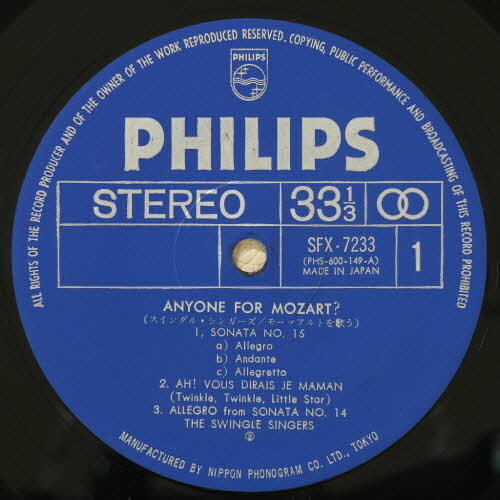 ALL RIGHTS OF THE RECORD PRODUCER AND OF THE OWNER OF THE WORK REPRODUCED RESERVED. COPYING, PUBLIC PERFORMANCE AND BROADCASTING OF THIS RECORD PROHIBITED
PHILIPS
PHILIPS
STEREO 33 1/3
SFX-7233
(PHS-600-149-A)
MADE IN JAPAN
1
ANYONE FOR MOZART?
(スイングル・シンガーズ/モーツアルトを歌う)
1, SONATA NO. 15
a) Allegro
b) Andante
c) Allegretto
2. AH! VOUS DIRAIS JE MAMAN
(Twinkle, Twinkle, Little Star)
3. ALLEGRO from SONATA NO. 14
THE SWINGLE SINGERS
MANUFACTURED BY NIPPON PHONOGRAM CO. LTD., TOKYO